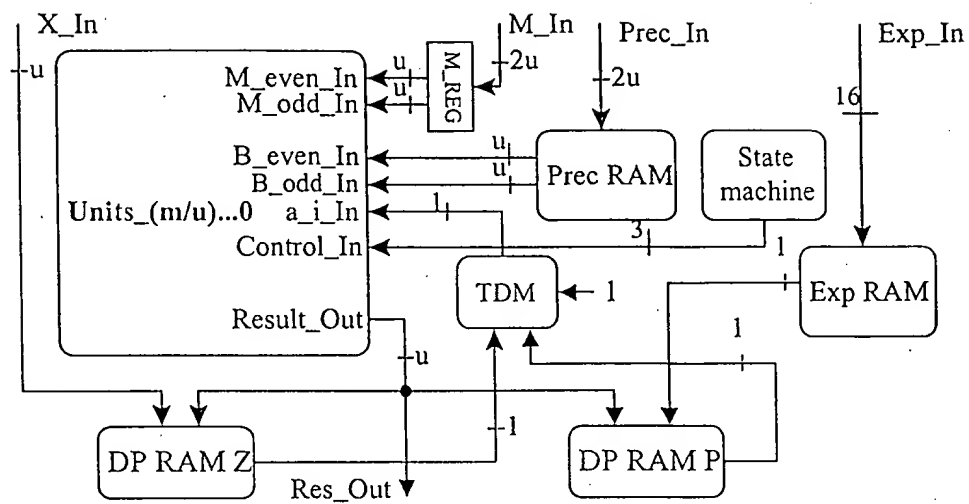 X_In
M_In
Prec_In
Exp_In
u
2u
2u
16
M_even_In
u
M_odd_In
u
M_REG
B_even_In
u
B_odd_In
u
Prec RAM
State
machine
Units_(m/u)...0
a_i_In
1
Control_In
3
1
TDM
1
Exp RAM
Result_Out
u
1
1
DP RAM Z
DP RAM P
Res_Out